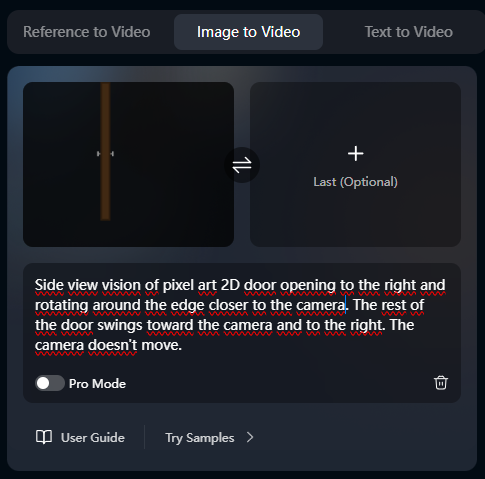 Reference to Video
Image to Video
Text to Video
Last (Optional)
Side view vision of pixel art 2D door opening to the right and
rotating around the edge closer to the camera. The rest of
the door swings toward the camera and to the right. The
camera doesn't move.
Pro Mode
User Guide
Try Samples